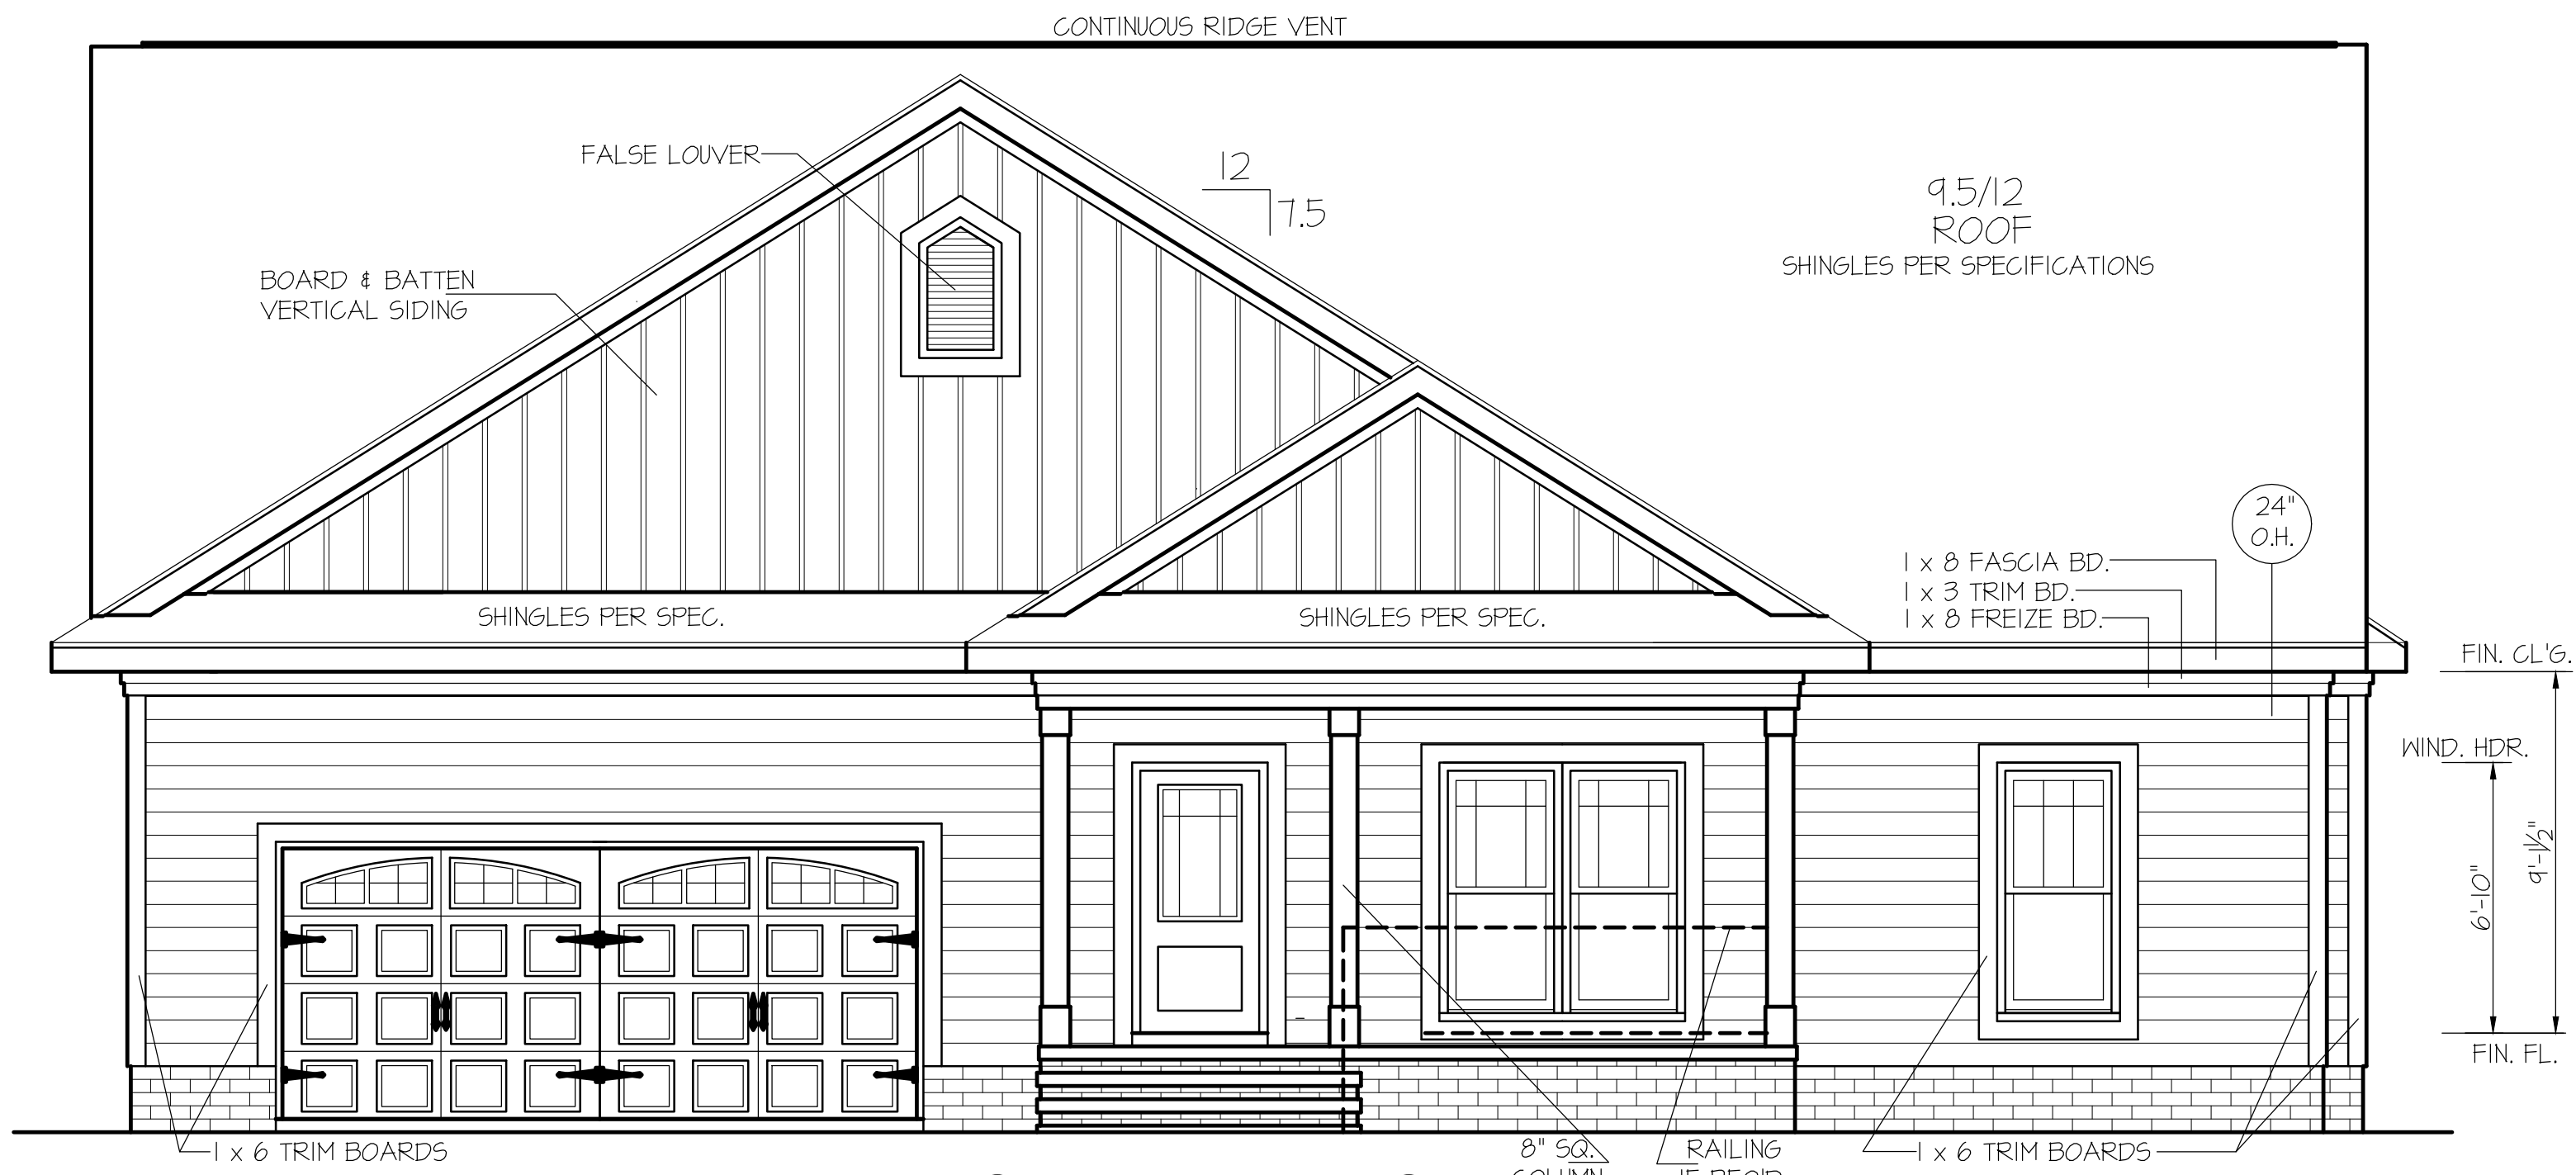 CONTINUOUS RIDGE VENT
FALSE LOUVER
12
7.5
9.5/12
ROOF
SHINGLES PER SPECIFICATIONS
BOARD & BATTEN
VERTICAL SIDING
24"
O.H.
1 x 8 FASCIA BD.
1 x 3 TRIM BD.
1 x 8 FREIZE BD.
SHINGLES PER SPEC.
SHINGLES PER SPEC.
FIN. CL'G.
WIND. HDR.
6'-10"
9'-1½"
FIN. FL.
1 x 6 TRIM BOARDS
8" SQ.
COLUMN
RAILING
IF REQ'D
1 x 6 TRIM BOARDS